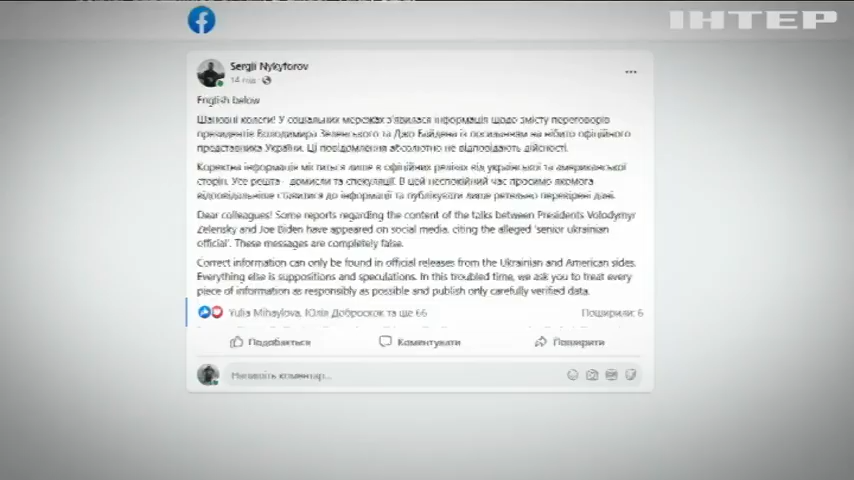 ІНТЕР
Sergii Nykyforov
14 год
English below
Шановні колеги! У соціальних мережах з'явилася інформація щодо змісту переговорів
президентів Володимира Зеленського та Джо Байдена із посиланням на нібито офіційного
представника України. Ці повідомлення абсолютно не відповідають дійсності.
Коректна інформація міститься лише в офіційних релізах від української та американської
сторін. Усе решта - домисли та спекуляції. В цей неспокійний час просимо якомога
відповідальніше ставитися до інформації та публікувати лише ретельно перевірені дані.
Dear colleagues! Some reports regarding the content of the talks between Presidents Volodymyr
Zelensky and Joe Biden have appeared on social media, citing the alleged 'senior ukrainian
official'. These messages are completely false.
Correct information can only be found in official releases from the Ukrainian and American sides.
Everything else is suppositions and speculations. In this troubled time, we ask you to treat every
piece of information as responsibly as possible and publish only carefully verified data.
Yulia Mihaylova, Юлія Доброскок та ще 66 Поширили: 6
Подобається Коментувати Поширити
Напишіть коментар...